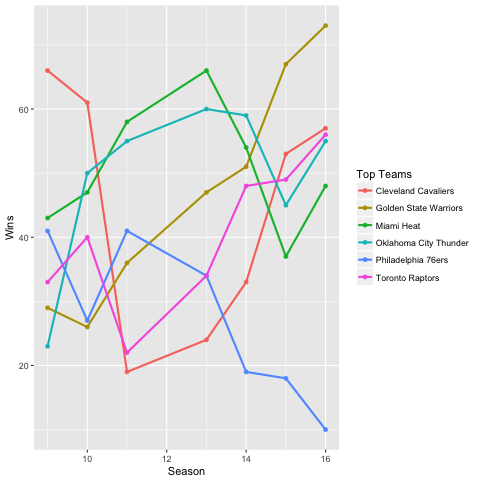 Wins
60
40
20
10
12
14
16
Season
Top Teams
Cleveland Cavaliers
Golden State Warriors
Miami Heat
Oklahoma City Thunder
Philadelphia 76ers
Toronto Raptors